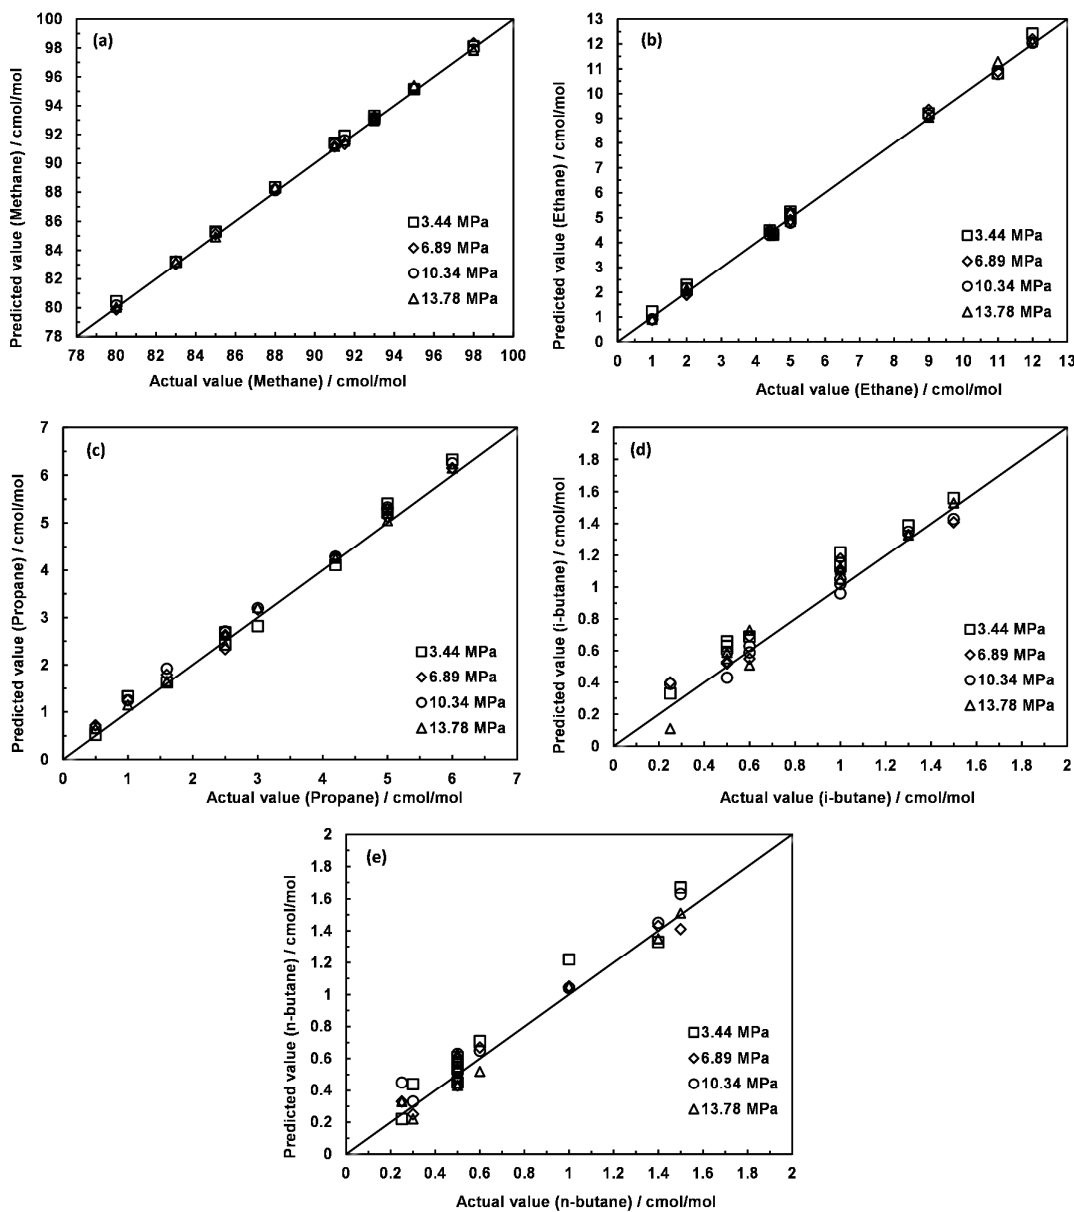 (a)
Predicted value (Methane) / cmol/mol
100
98
96
94
92
90
88
86
84
82
80
78
78 80 82 84 86 88 90 92 94 96 98 100
Actual value (Methane) / cmol/mol
3.44 MPa
6.89 MPa
10.34 MPa
13.78 MPa
(b)
Predicted value (Ethane) / cmol/mol
13
12
11
10
9
8
7
6
5
4
3
2
1
0
0 1 2 3 4 5 6 7 8 9 10 11 12 13
Actual value (Ethane) / cmol/mol
3.44 MPa
6.89 MPa
10.34 MPa
13.78 MPa
(c)
Predicted value (Propane) / cmol/mol
7
6
5
4
3
2
1
0
0 1 2 3 4 5 6 7
Actual value (Propane) / cmol/mol
3.44 MPa
6.89 MPa
10.34 MPa
13.78 MPa
(d)
Predicted value (i-butane) / cmol/mol
2
1.8
1.6
1.4
1.2
1
0.8
0.6
0.4
0.2
0
0 0.2 0.4 0.6 0.8 1 1.2 1.4 1.6 1.8 2
Actual value (i-butane) / cmol/mol
3.44 MPa
6.89 MPa
10.34 MPa
13.78 MPa
(e)
Predicted value (n-butane) / cmol/mol
2
1.8
1.6
1.4
1.2
1
0.8
0.6
0.4
0.2
0
0 0.2 0.4 0.6 0.8 1 1.2 1.4 1.6 1.8 2
Actual value (n-butane) / cmol/mol
3.44 MPa
6.89 MPa
10.34 MPa
13.78 MPa